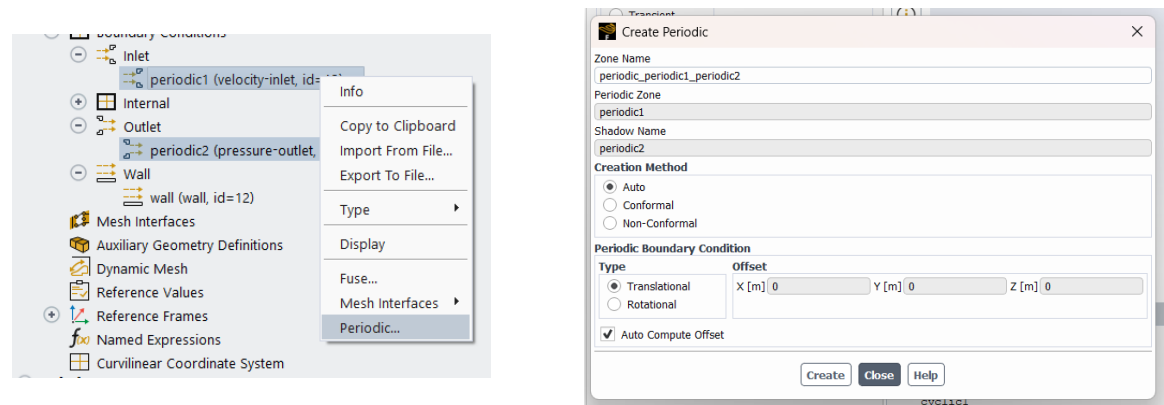 Boundary Conditions
Inlet
periodic1 (velocity-inlet, id=
Internal
Outlet
periodic2 (pressure-outlet,
Wall
wall (wall, id=12)
Mesh Interfaces
Auxiliary Geometry Definitions
Dynamic Mesh
Reference Values
Reference Frames
Named Expressions
Curvilinear Coordinate System
Info
Copy to Clipboard
Import From File...
Export To File...
Type
Display
Fuse...
Mesh Interfaces
Periodic...
Transient
Create Periodic
Zone Name
periodic_periodic1_periodic2
Periodic Zone
periodic1
Shadow Name
periodic2
Creation Method
Auto
Conformal
Non-Conformal
Periodic Boundary Condition
Type Offset
Translational X [m] 0 Y [m] 0 Z [m] 0
Rotational
Auto Compute Offset
Create Close Help